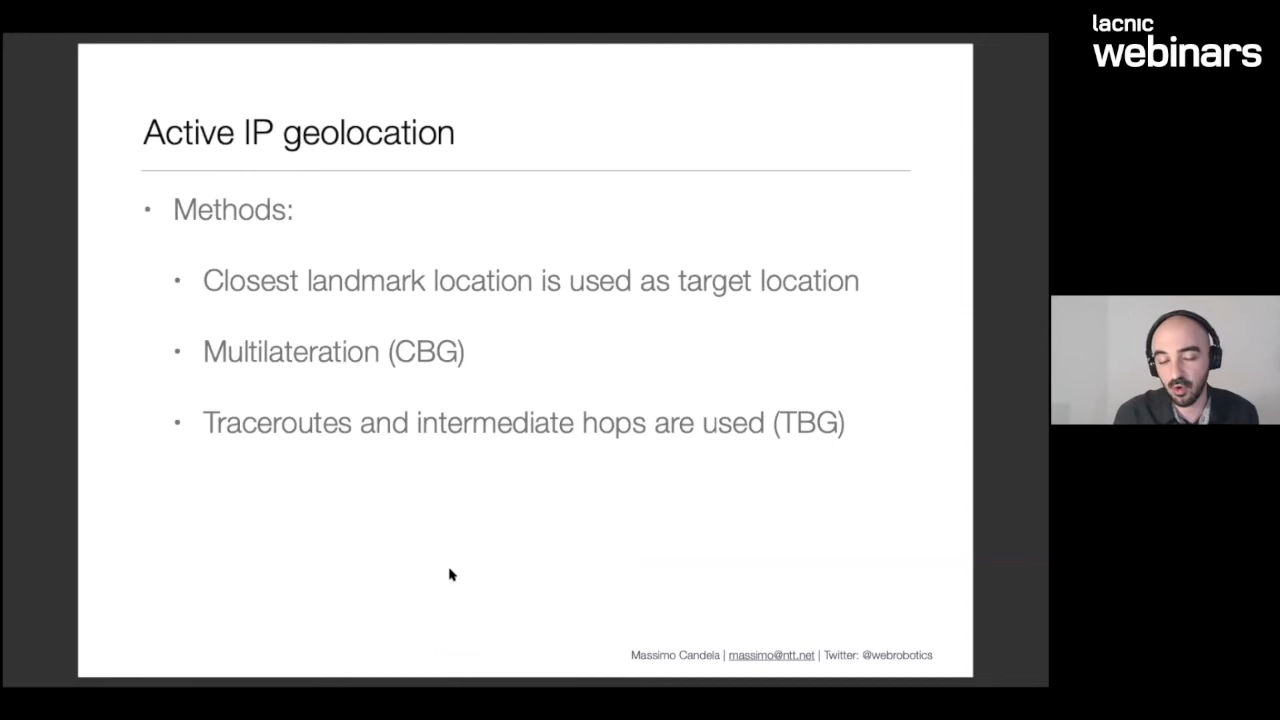 lacnic
webinars
Active IP geolocation
• Methods:
• Closest landmark location is used as target location
• Multilateration (CBG)
• Traceroutes and intermediate hops are used (TBG)
Massimo Candela | massimo@ntt.net | Twitter: @webrobotics